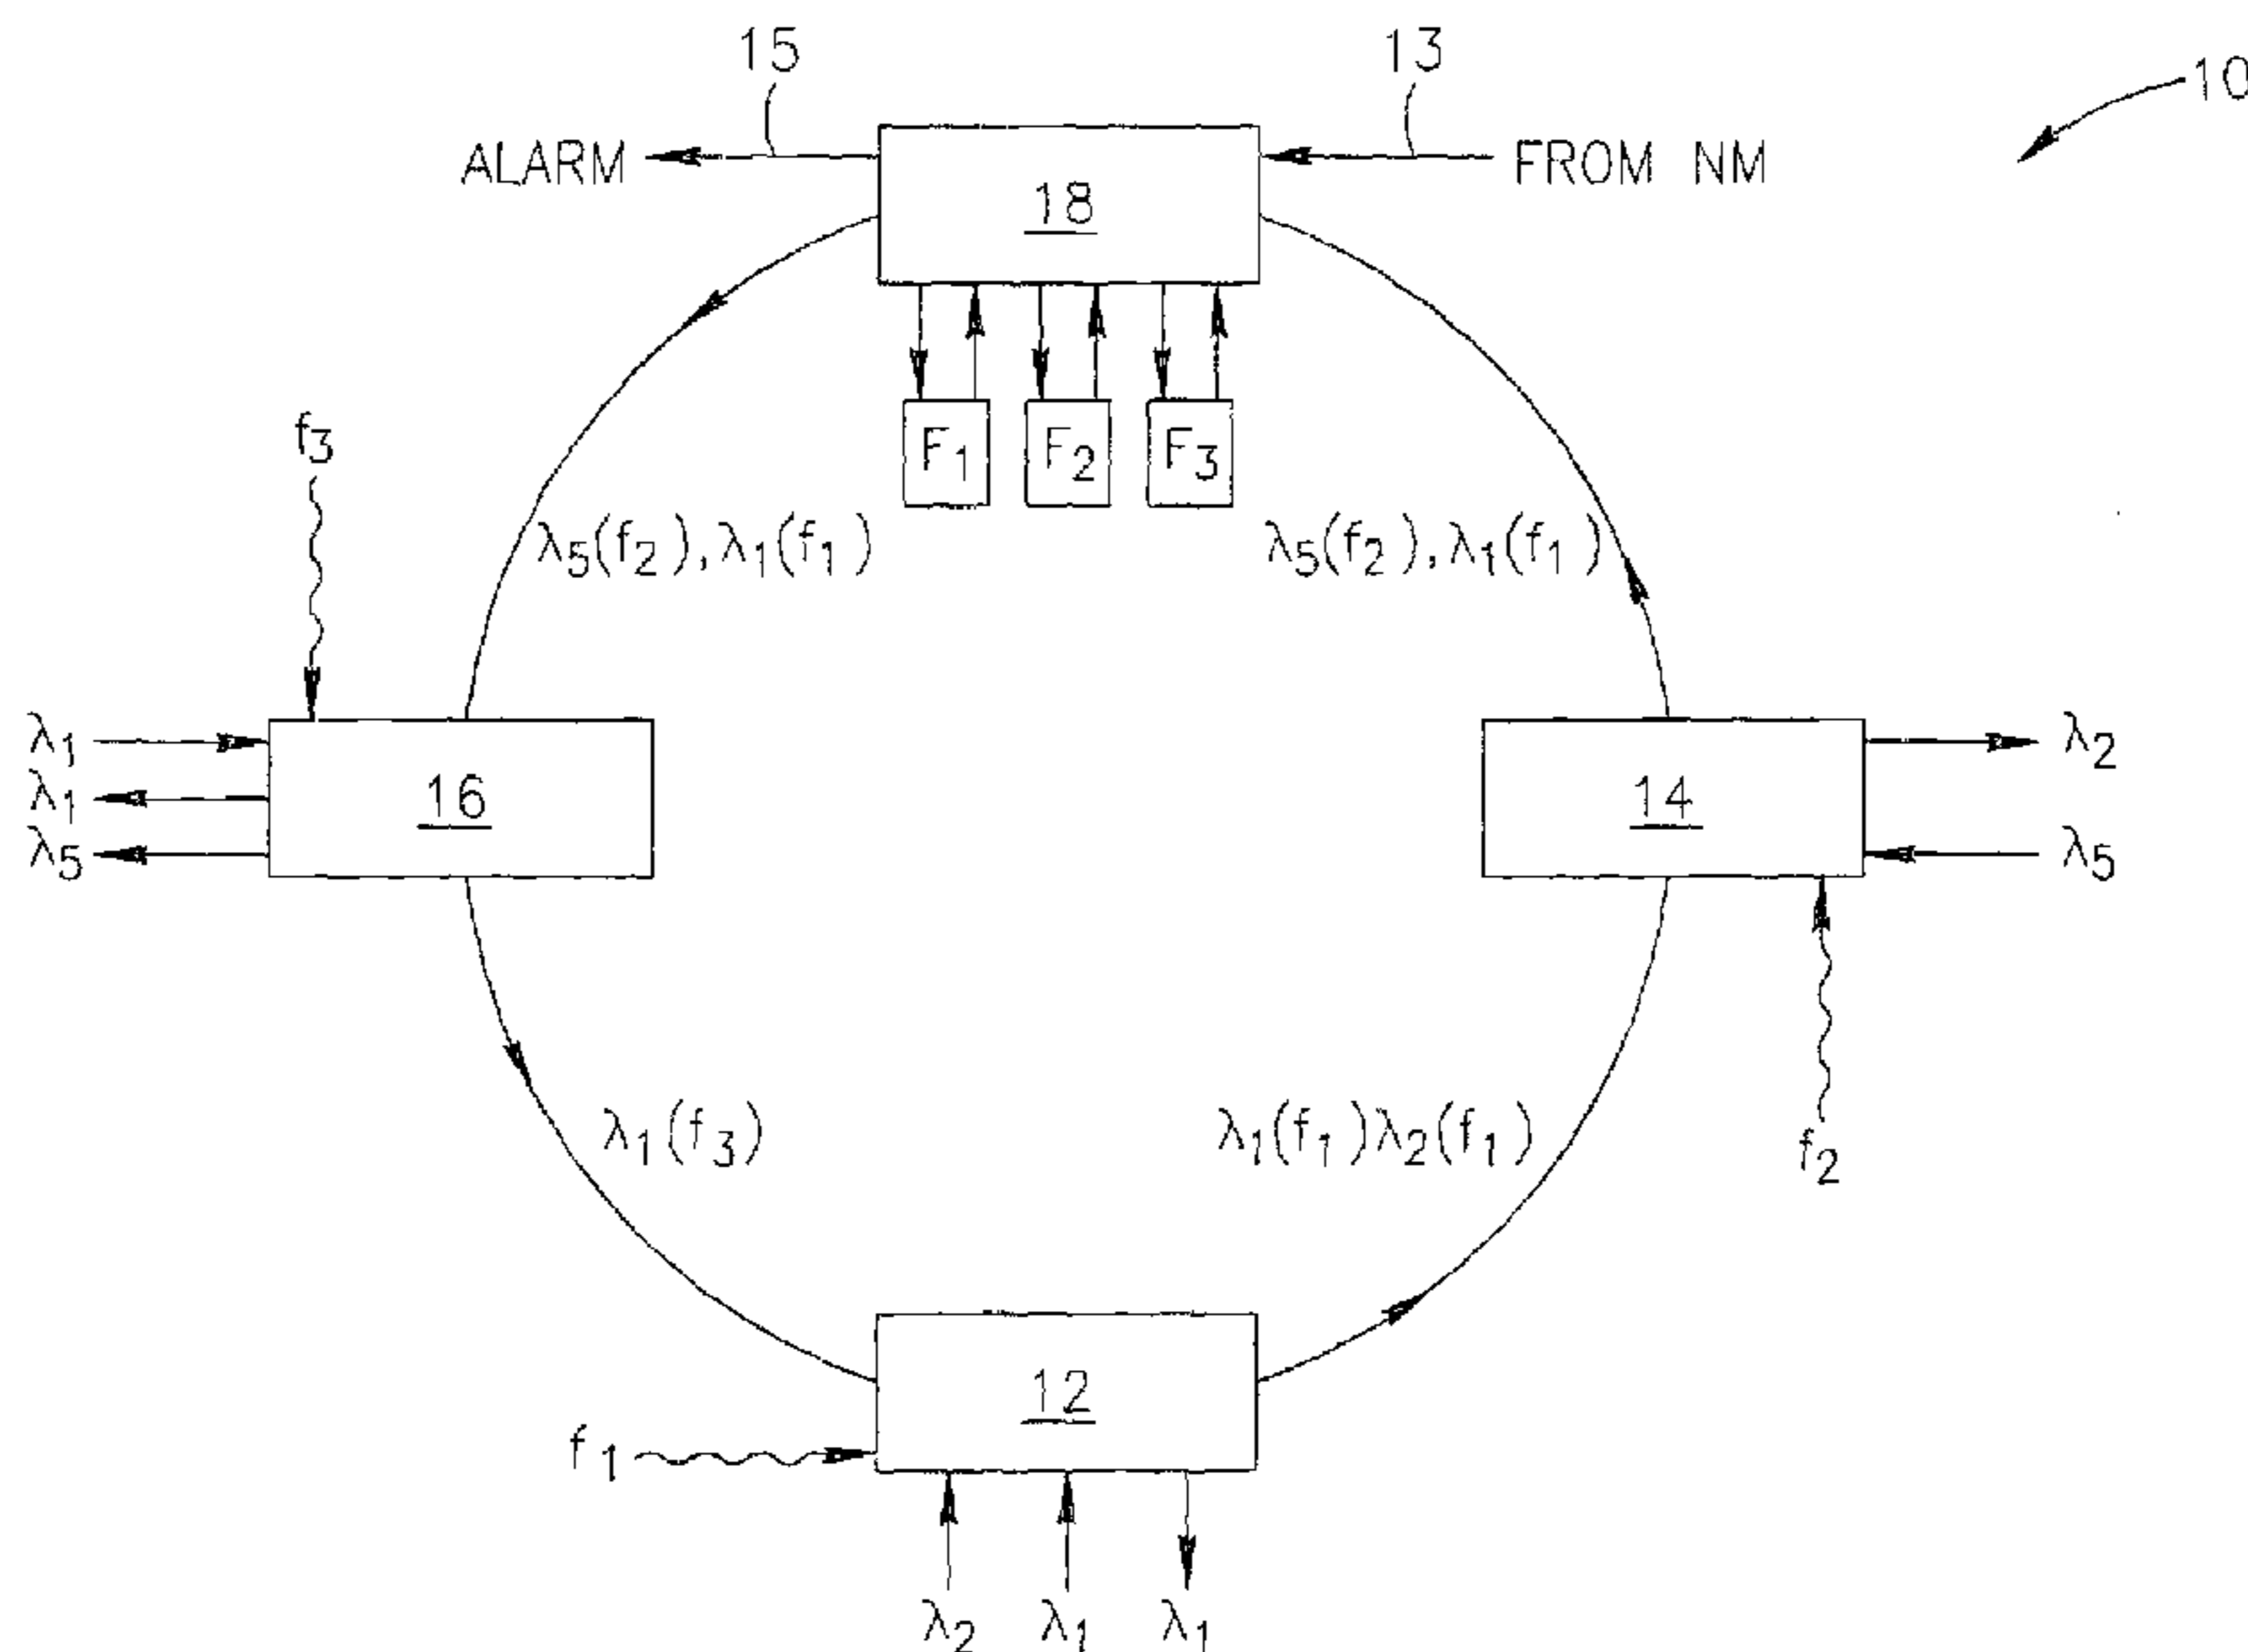 15
13
10
ALARM
FROM NM
18
f3
F1
F2
F3
λ5(f2),λ1(f1)
λ5(f2),λ1(f1)
λ1
λ1
λ5
16
14
λ2
λ5
λ1(f3)
λ1(f1)λ2(f1)
f2
12
f1
λ2
λ1
λ1